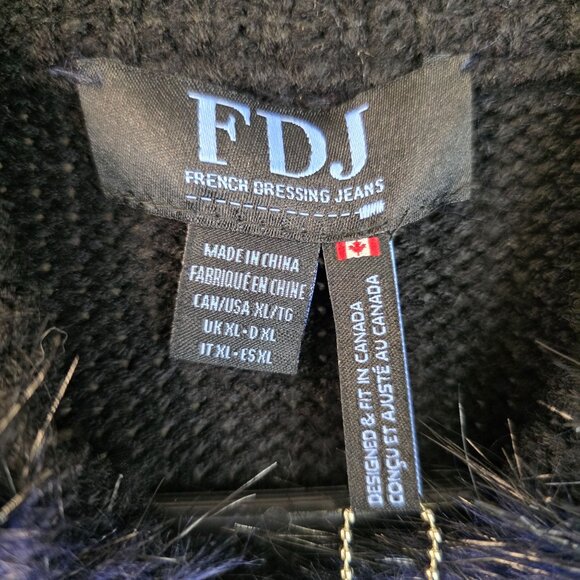 FDJ
FRENCH DRESSING JEANS
MADE IN CHINA
FABRIQUÉ EN CHINE
CAN/USA XL/TG
UK XL - D XL
IT XL - ES XL
DESIGNED & FIT IN CANADA
CONÇU ET AJUSTÉ AU CANADA